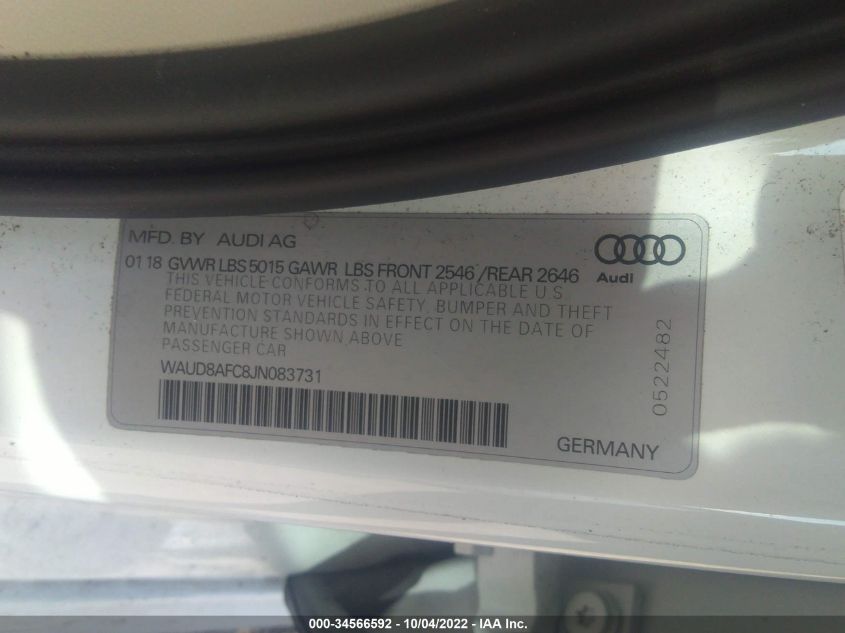 MFD. BY AUDI AG
01 18 GVWR LBS 5015 GAWR LBS FRONT 2546 /REAR 2646
THIS VEHICLE CONFORMS TO ALL APPLICABLE U.S
FEDERAL MOTOR VEHICLE SAFETY, BUMPER AND THEFT
PREVENTION STANDARDS IN EFFECT ON THE DATE OF
MANUFACTURE SHOWN ABOVE
PASSENGER CAR
WAUD8AFC8JN083731
Audi
0522482
GERMANY
000-34566592 - 10/04/2022 - IAA Inc.